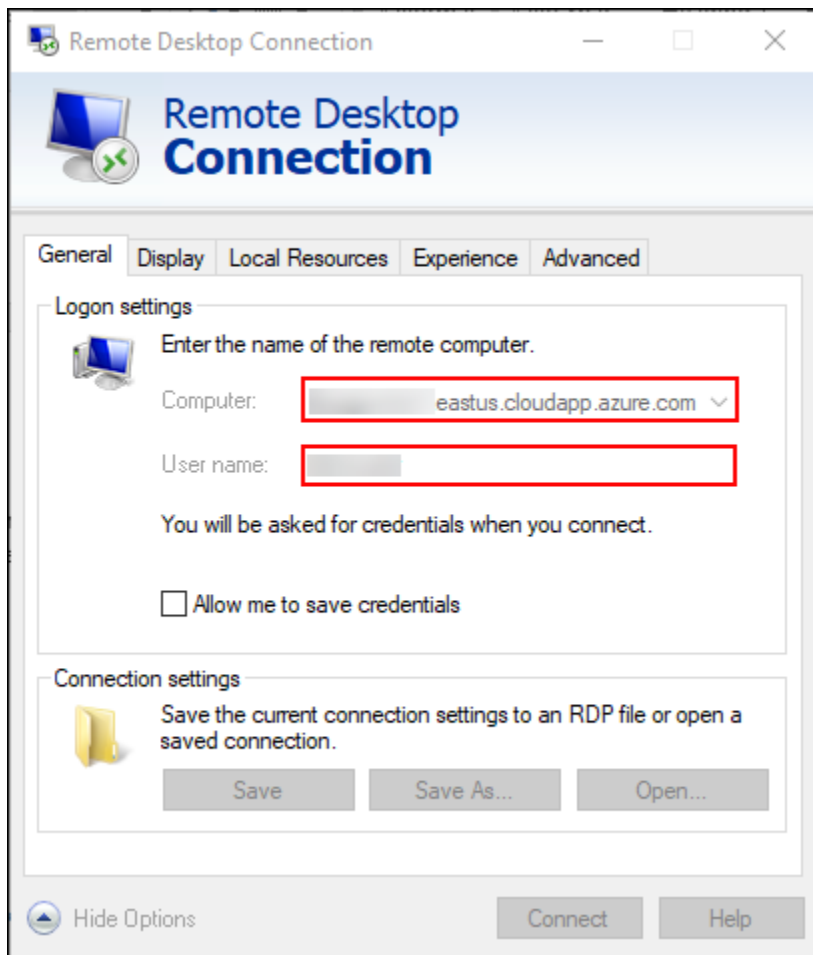 Remote Desktop Connection
Remote Desktop
Connection
General Display Local Resources Experience Advanced
Logon settings
Enter the name of the remote computer.
Computer: eastus.cloudapp.azure.com
User name:
You will be asked for credentials when you connect.
Allow me to save credentials
Connection settings
Save the current connection settings to an RDP file or open a
saved connection.
Save Save As... Open...
Hide Options Connect Help